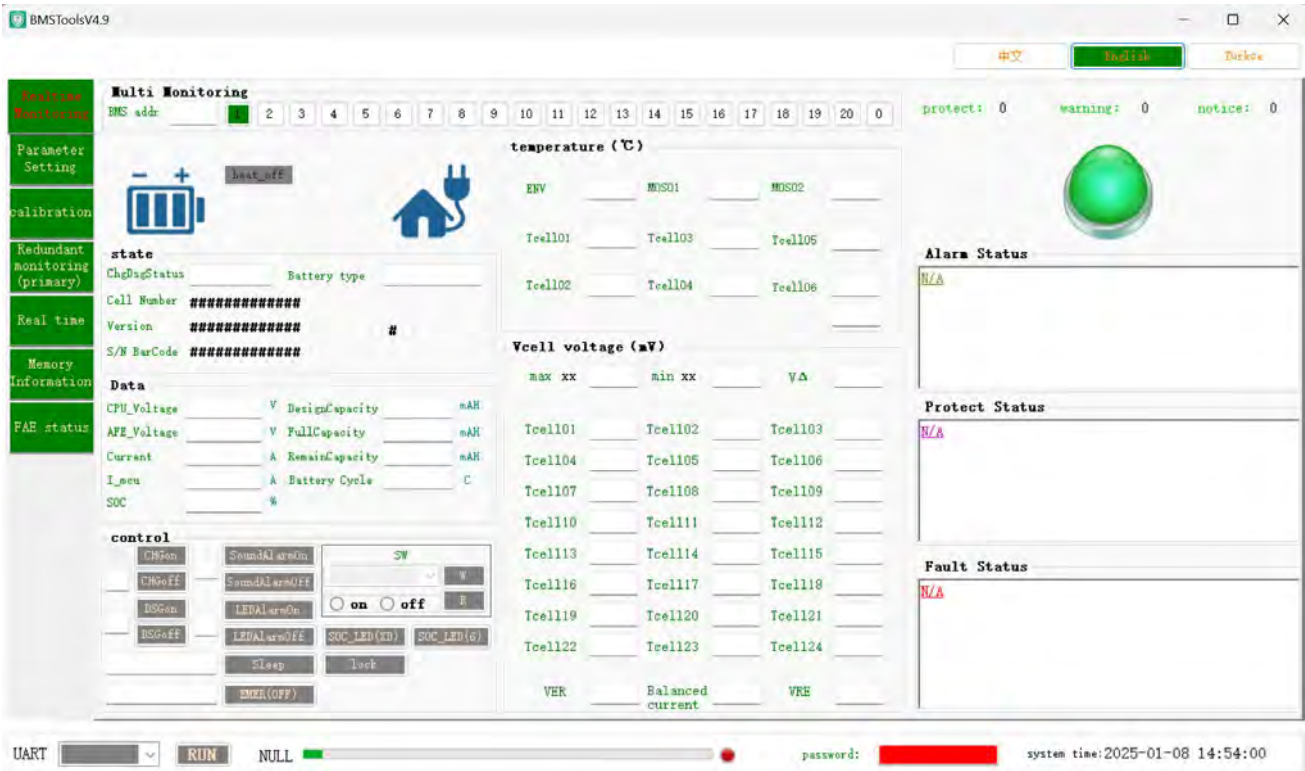 BMSToolsV4.9
中文 English Türkçe
Realtime Monitoring
Parameter Setting
calibration
Redundant monitoring (primary)
Real time
Memory Information
FAE status
Multi Monitoring
BMS addr 1 2 3 4 5 6 7 8 9 10 11 12 13 14 15 16 17 18 19 20 0
heat_off
state
ChgDsgStatus Battery type
Cell Number #############
Version ############# #
S/N BarCode #############
Data
CPU_Voltage V DesignCapacity mAH
AFE_Voltage V FullCapacity mAH
Current A RemainCapacity mAH
I_mcu A Battery Cycle C
SOC %
control
CHGon SoundAlarmOn SW
CHGoff SoundAlarmOff W
DSGon LEDAlarmOn on off R
DSGoff LEDAlarmOff SOC_LED(XD) SOC_LED(6)
Sleep lock
EMER(OFF)
temperature (℃)
ENV MOS01 MOS02
Tcell01 Tcell03 Tcell05
Tcell02 Tcell04 Tcell06
Vcell voltage (mV)
max xx min xx V△
Tcell01 Tcell02 Tcell03
Tcell04 Tcell05 Tcell06
Tcell07 Tcell08 Tcell09
Tcell10 Tcell11 Tcell12
Tcell13 Tcell14 Tcell15
Tcell16 Tcell17 Tcell18
Tcell19 Tcell20 Tcell21
Tcell22 Tcell23 Tcell24
VER Balanced current VRE
protect: 0 warning: 0 notice: 0
Alarm Status
N/A
Protect Status
N/A
Fault Status
N/A
UART RUN NULL password: system time:2025-01-08 14:54:00